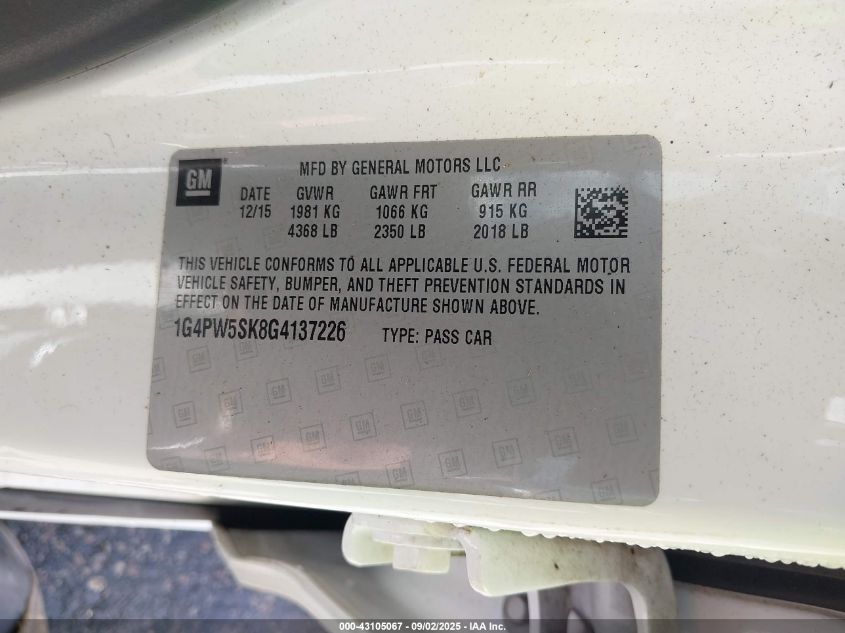 GM
MFD BY GENERAL MOTORS LLC
DATE GVWR GAWR FRT GAWR RR
12/15 1981 KG 1066 KG 915 KG
4368 LB 2350 LB 2018 LB
THIS VEHICLE CONFORMS TO ALL APPLICABLE U.S. FEDERAL MOTOR
VEHICLE SAFETY, BUMPER, AND THEFT PREVENTION STANDARDS IN
EFFECT ON THE DATE OF MANUFACTURE SHOWN ABOVE.
1G4PW5SK8G4137226 TYPE: PASS CAR
000-43105067 - 09/02/2025 - IAA Inc.